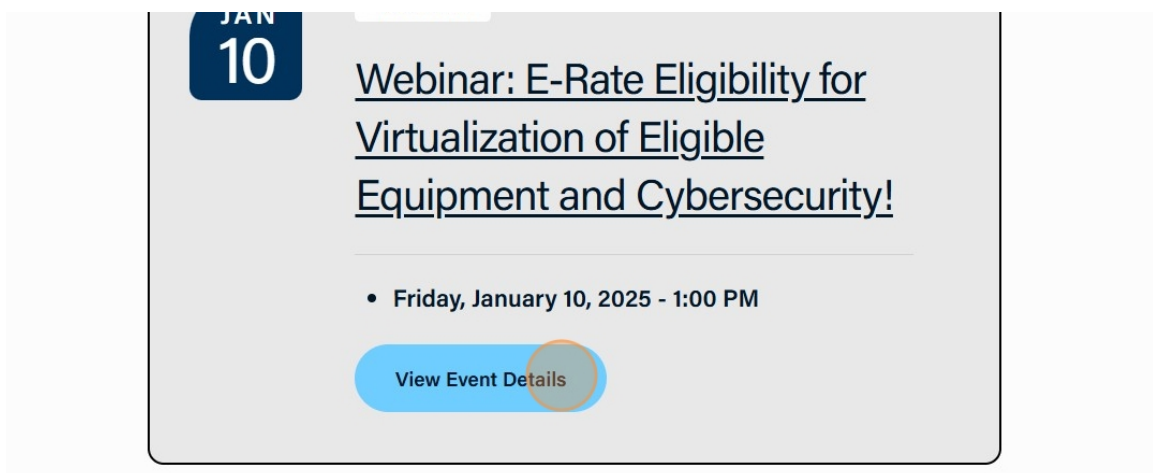 JAN
10
Webinar: E-Rate Eligibility for
Virtualization of Eligible
Equipment and Cybersecurity!
• Friday, January 10, 2025 - 1:00 PM
View Event Details